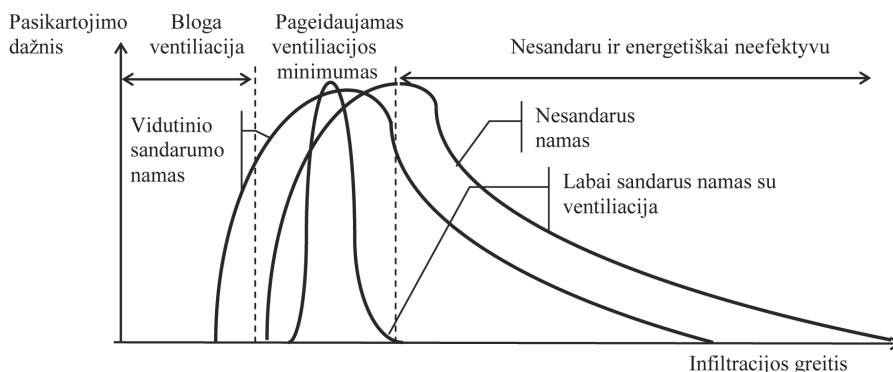 Pasikartojimo
dažnis
Bloga
ventiliacija
Pageidaujamas
ventiliacijos
minimumas
Nesandaru ir energetiškai neefektyvu
Vidutinio
sandarumo
namas
Nesandarus
namas
Labai sandarus namas su
ventiliacija
Infiltracijos greitis